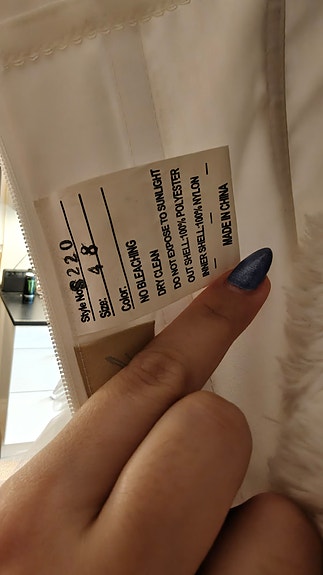 Style No: 8220
Size: 48
Color:
NO BLEACHING
DRY CLEAN
DO NOT EXPOSE TO SUNLIGHT
OUT SHELL:100% POLYESTER
INNER SHELL:100% NYLON
MADE IN CHINA